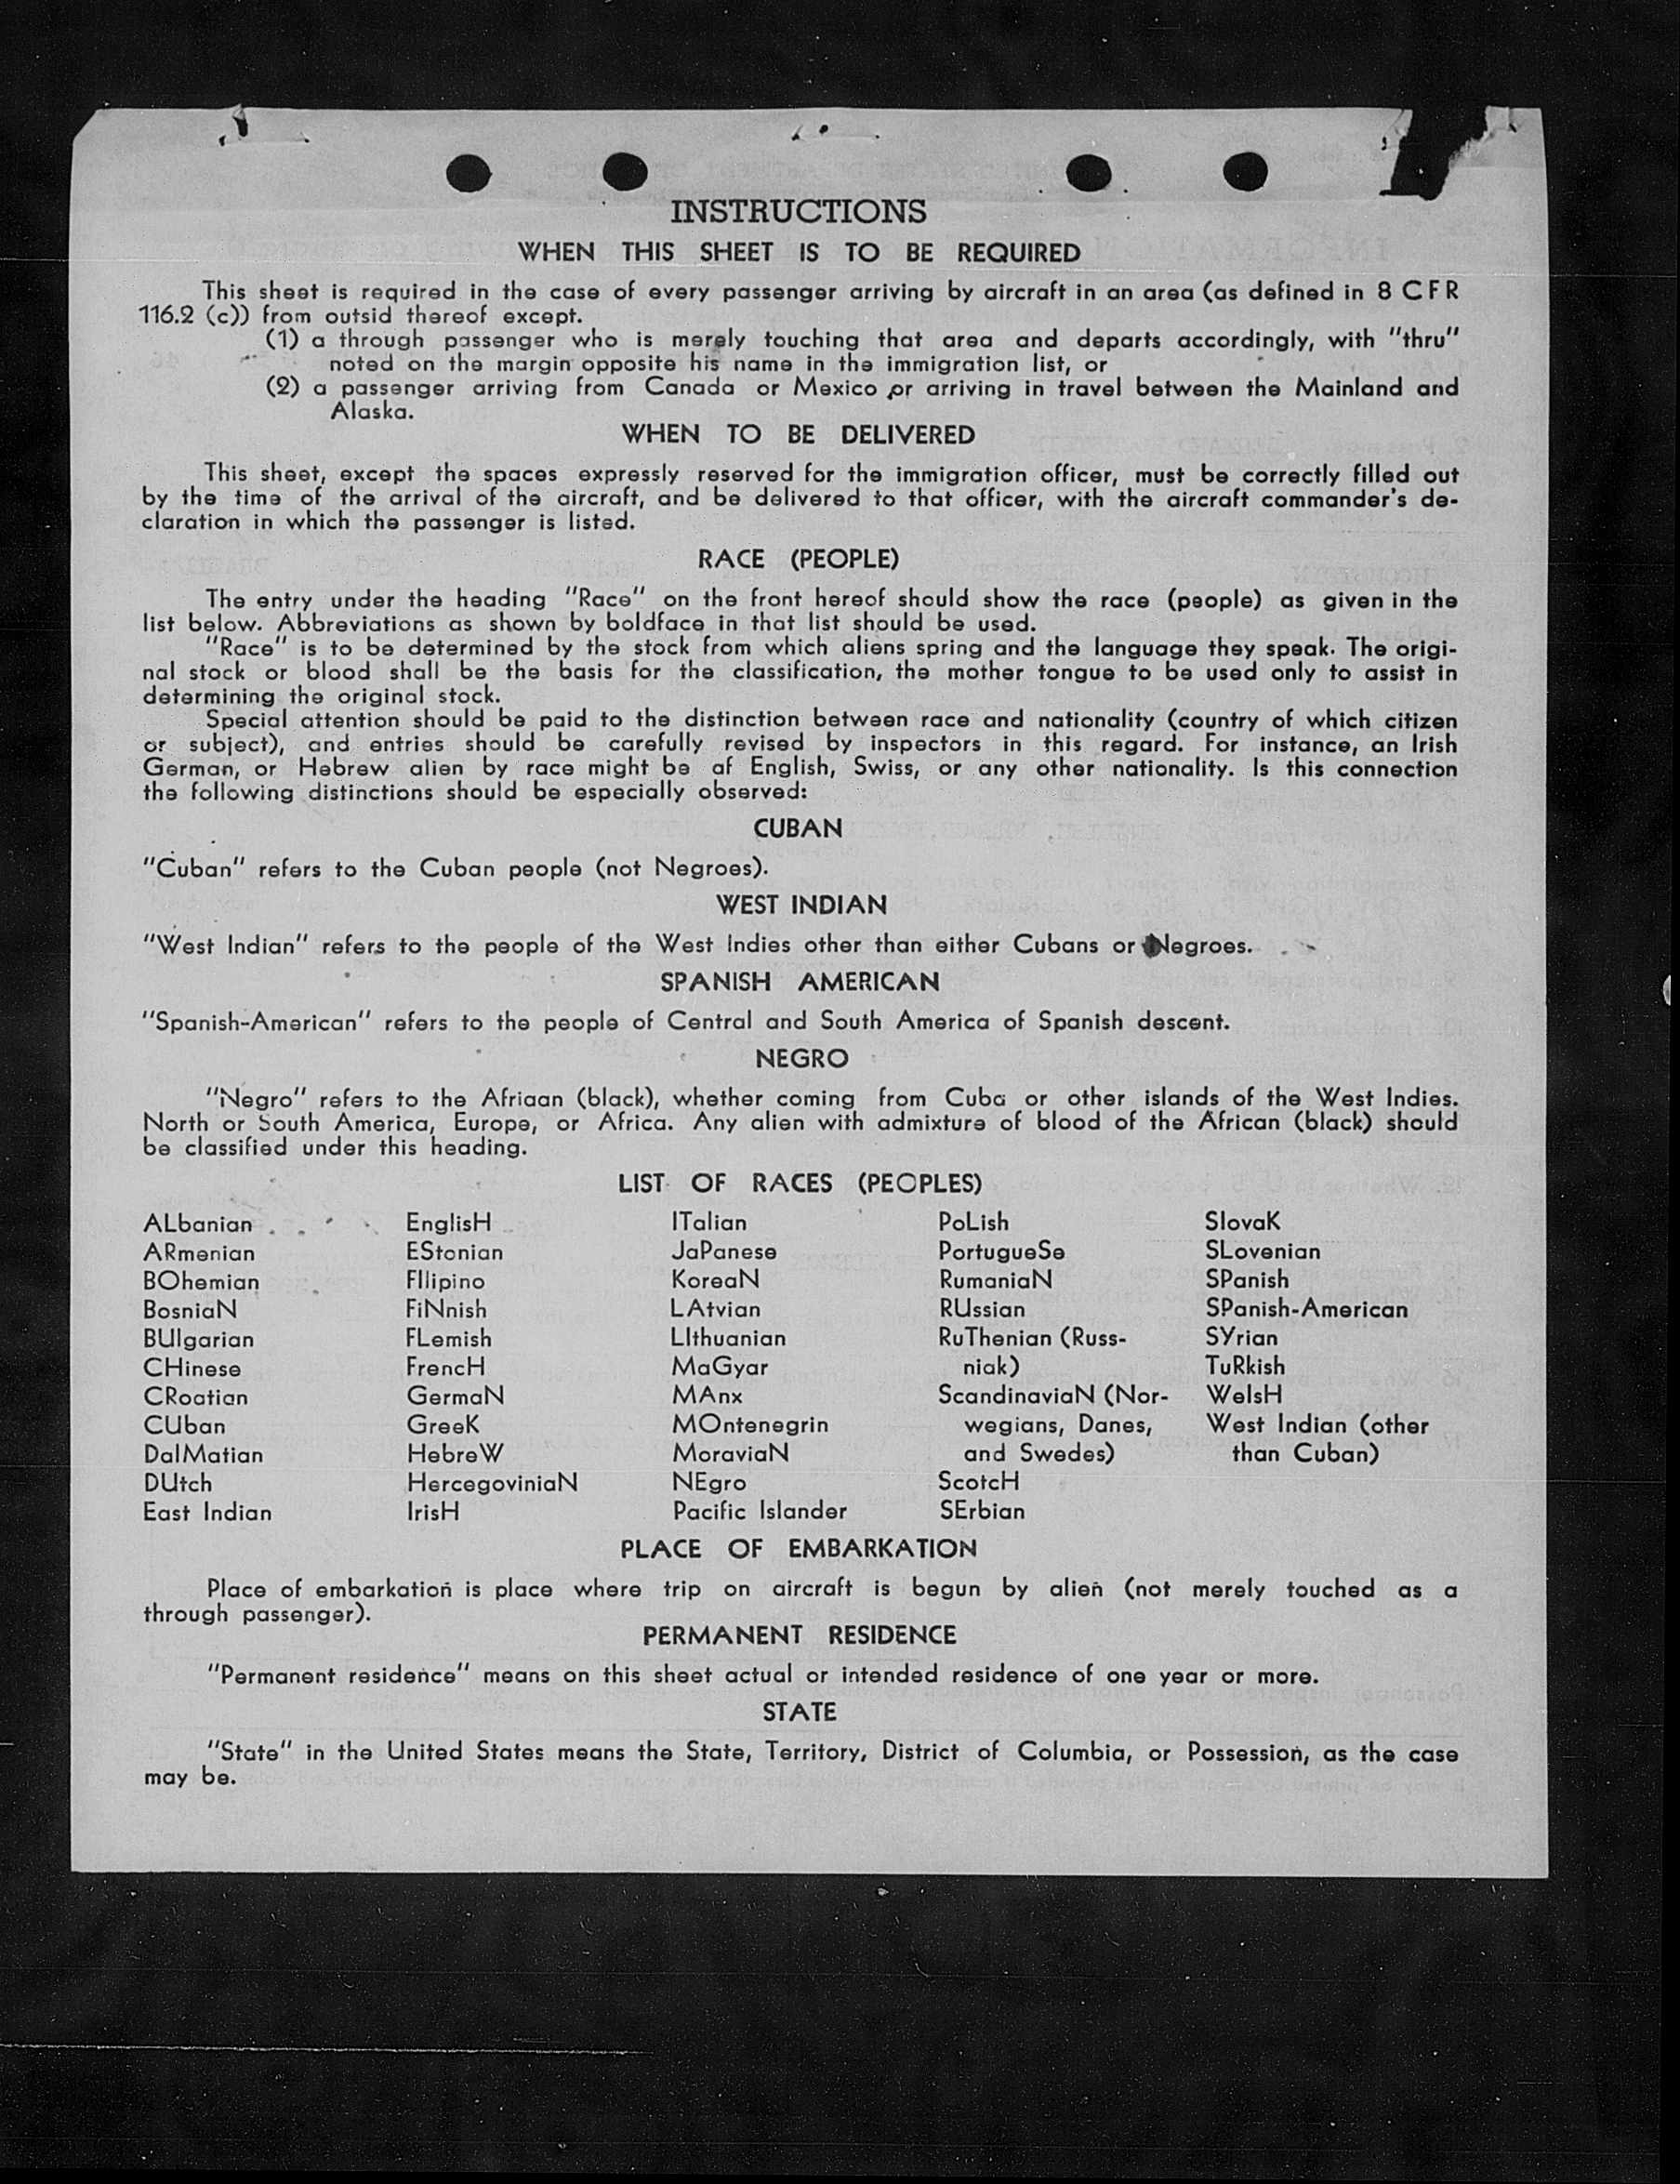 INSTRUCTIONS
WHEN THIS SHEET IS TO BE REQUIRED
This sheet is required in the case of every passenger arriving by aircraft in an area (as defined in 8 CFR
116.2 (c)) from outsid thereof except.
(1) a through passenger who is merely touching that area and departs accordingly, with "thru"
noted on the margin opposite his name in the immigration list, or
(2) a passenger arriving from Canada or Mexico or arriving in travel between the Mainland and
Alaska.
WHEN TO BE DELIVERED
This sheet, except the spaces expressly reserved for the immigration officer, must be correctly filled out
by the time of the arrival of the aircraft, and be delivered to that officer, with the aircraft commander's de-
claration in which the passenger is listed.
RACE (PEOPLE)
The entry under the heading "Race" on the front hereof should show the race (people) as given in the
list below. Abbreviations as shown by boldface in that list should be used.
"Race" is to be determined by the stock from which aliens spring and the language they speak. The origi-
nal stock or blood shall be the basis for the classification, the mother tongue to be used only to assist in
determining the original stock.
Special attention should be paid to the distinction between race and nationality (country of which citizen
or subject), and entries should be carefully revised by inspectors in this regard. For instance, an Irish
German, or Hebrew alien by race might be af English, Swiss, or any other nationality. Is this connection
the following distinctions should be especially observed:
CUBAN
"Cuban" refers to the Cuban people (not Negroes).
WEST INDIAN
"West Indian" refers to the people of the West Indies other than either Cubans or Negroes.
SPANISH AMERICAN
"Spanish-American" refers to the people of Central and South America of Spanish descent.
NEGRO
"Negro" refers to the Afriaan (black), whether coming from Cuba or other islands of the West Indies.
North or South America, Europe, or Africa. Any alien with admixture of blood of the African (black) should
be classified under this heading.
LIST OF RACES (PEOPLES)
ALbanian
ARmenian
BOhemian
BosniaN
BUlgarian
CHinese
CRoatian
CUban
DalMatian
DUtch
East Indian
EnglisH
EStonian
FIlipino
FiNnish
FLemish
FrencH
GermaN
GreeK
HebreW
HercegoviniaN
IrisH
ITalian
JaPanese
KoreaN
LAtvian
LIthuanian
MaGyar
MAnx
MOntenegrin
MoraviaN
NEgro
Pacific Islander
PoLish
PortugueSe
RumaniaN
RUssian
RuThenian (Russ-
niak)
ScandinaviaN (Nor-
wegians, Danes,
and Swedes)
ScotcH
SErbian
SlovaK
SLovenian
SPanish
SPanish-American
SYrian
TuRkish
WelsH
West Indian (other
than Cuban)
PLACE OF EMBARKATION
Place of embarkation is place where trip on aircraft is begun by alien (not merely touched as a
through passenger).
PERMANENT RESIDENCE
"Permanent residence" means on this sheet actual or intended residence of one year or more.
STATE
"State" in the United States means the State, Territory, District of Columbia, or Possession, as the case
may be.